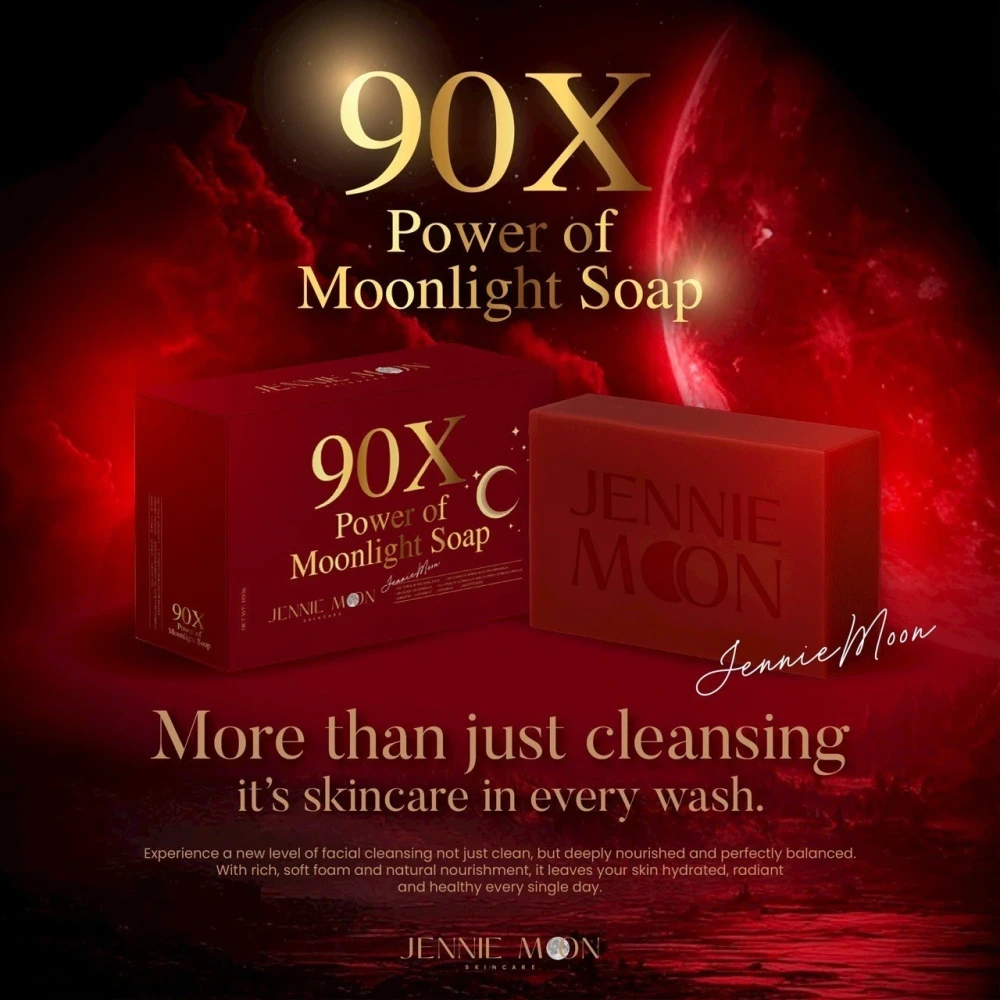 90X
Power of
Moonlight Soap
JENNIE MOON
SKINCARE
90X
Power of
Moonlight Soap
JennieMoon
JENNIE MOON
SKINCARE
90X
Power of
Moonlight Soap
JENNIE
MOON
JennieMoon
More than just cleansing
it's skincare in every wash.
Experience a new level of facial cleansing not just clean, but deeply nourished and perfectly balanced.
With rich, soft foam and natural nourishment, it leaves your skin hydrated, radiant
and healthy every single day.
JENNIE MOON
SKINCARE